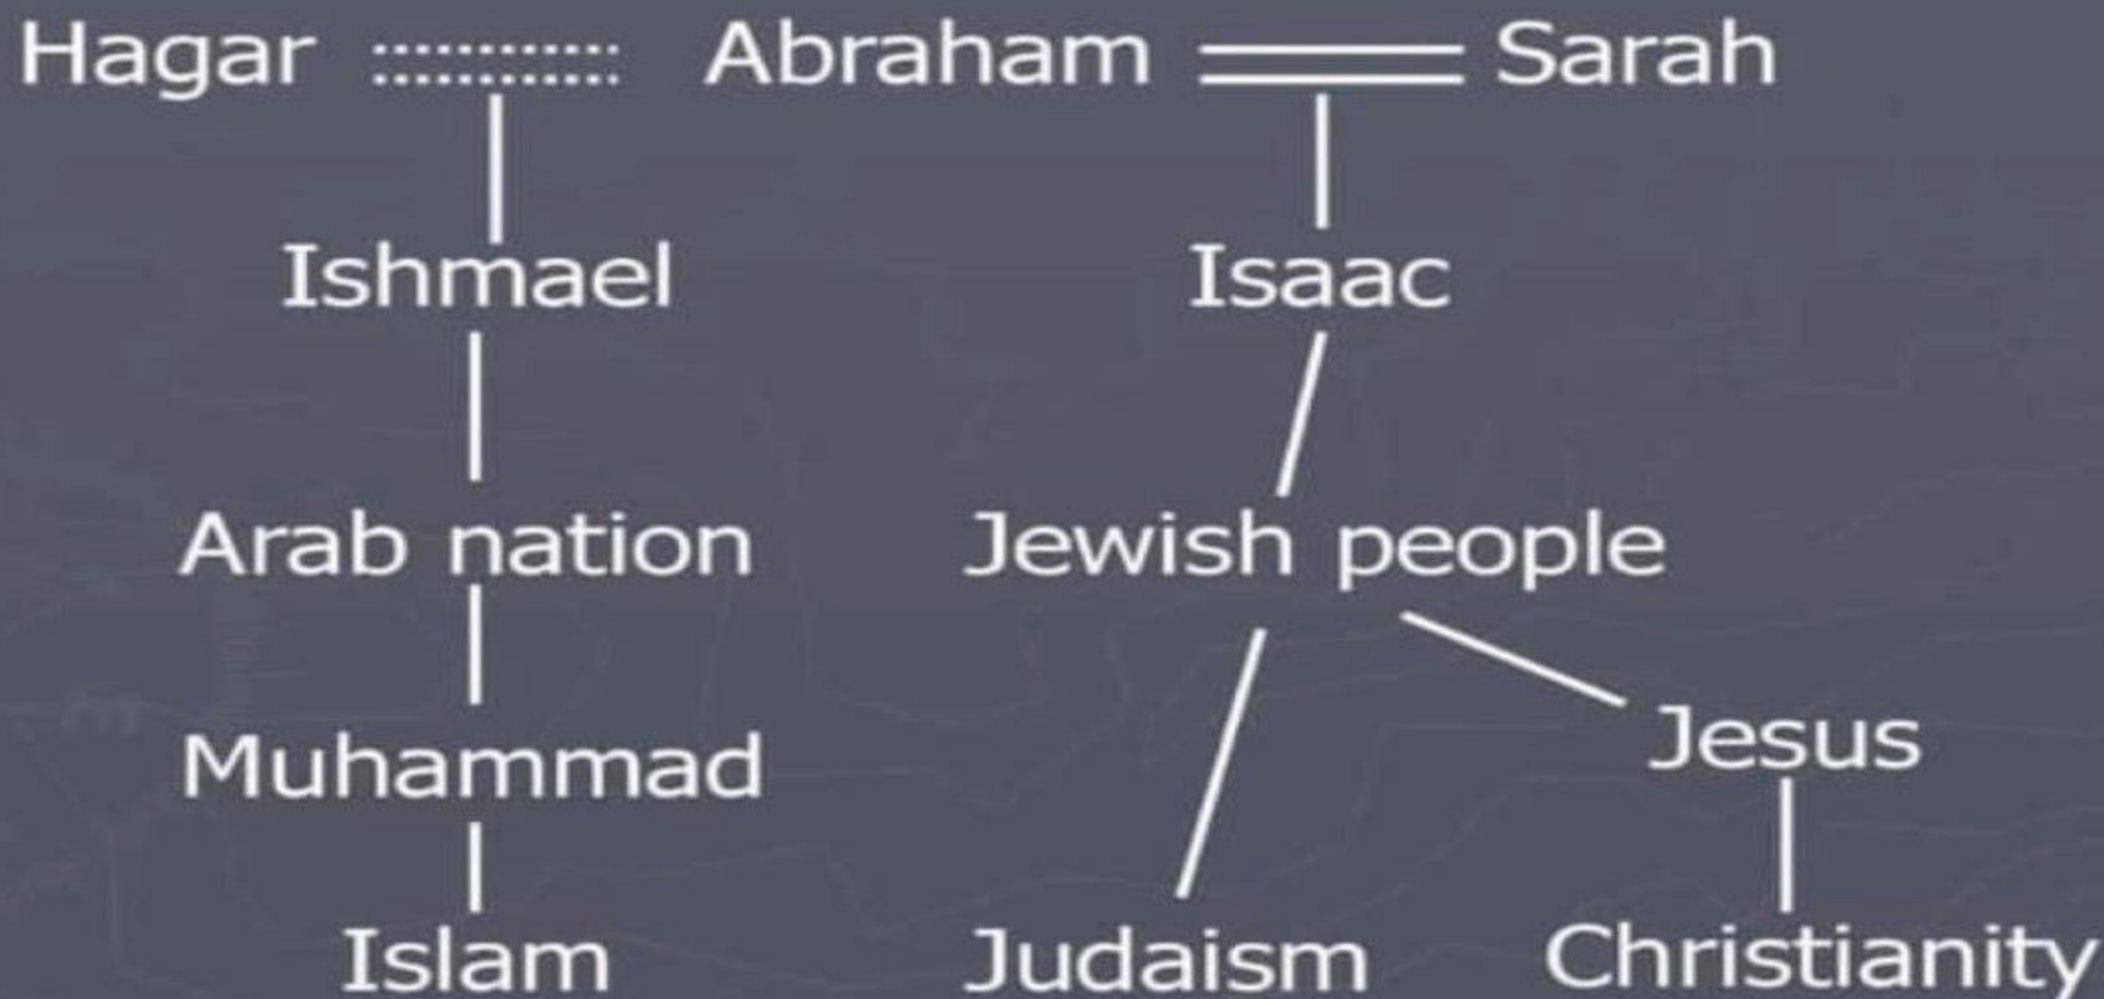 Hagar Abraham Sarah
Ishmael Isaac
Arab nation Jewish people
Jesus
Muhammad
Islam Judaism Christianity